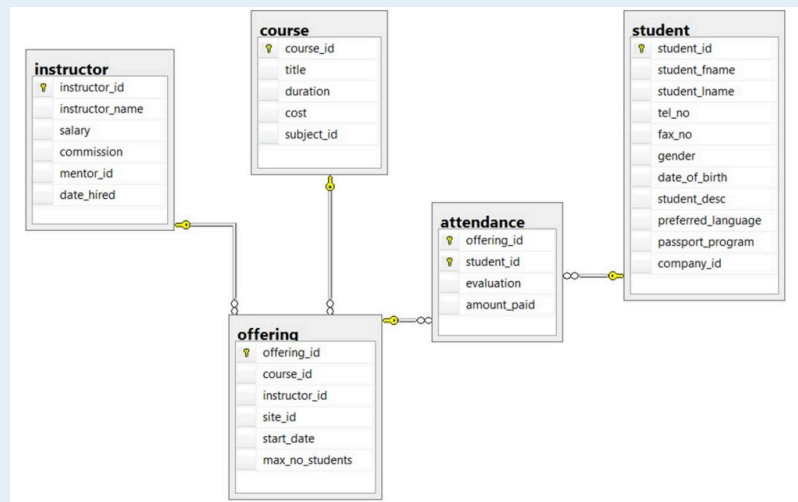 instructor
instructor_id
instructor_name
salary
commission
mentor_id
date_hired
course
course_id
title
duration
cost
subject_id
student
student_id
student_fname
student_lname
tel_no
fax_no
gender
date_of_birth
student_desc
preferred_language
passport_program
company_id
attendance
offering_id
student_id
evaluation
amount_paid
offering
offering_id
course_id
instructor_id
site_id
start_date
max_no_students